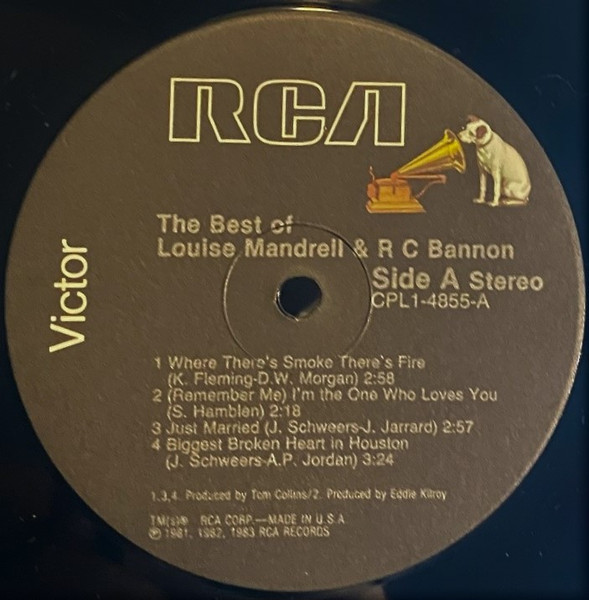 RCA
Victor
The Best of
Louise Mandrell & R C Bannon
Side A Stereo
CPL1-4855-A
1 Where There's Smoke There's Fire
(K. Fleming-D.W. Morgan) 2:58
2 (Remember Me) I'm the One Who Loves You
(S. Hamblen) 2:18
3 Just Married (J. Schweers-J. Jarrard) 2:57
4 Biggest Broken Heart in Houston
(J. Schweers-A.P. Jordan) 3:24
1,3,4. Produced by Tom Collins/2. Produced by Eddie Kilroy
TM(s)® RCA CORP.—MADE IN U.S.A.
℗ 1981, 1982, 1983 RCA RECORDS